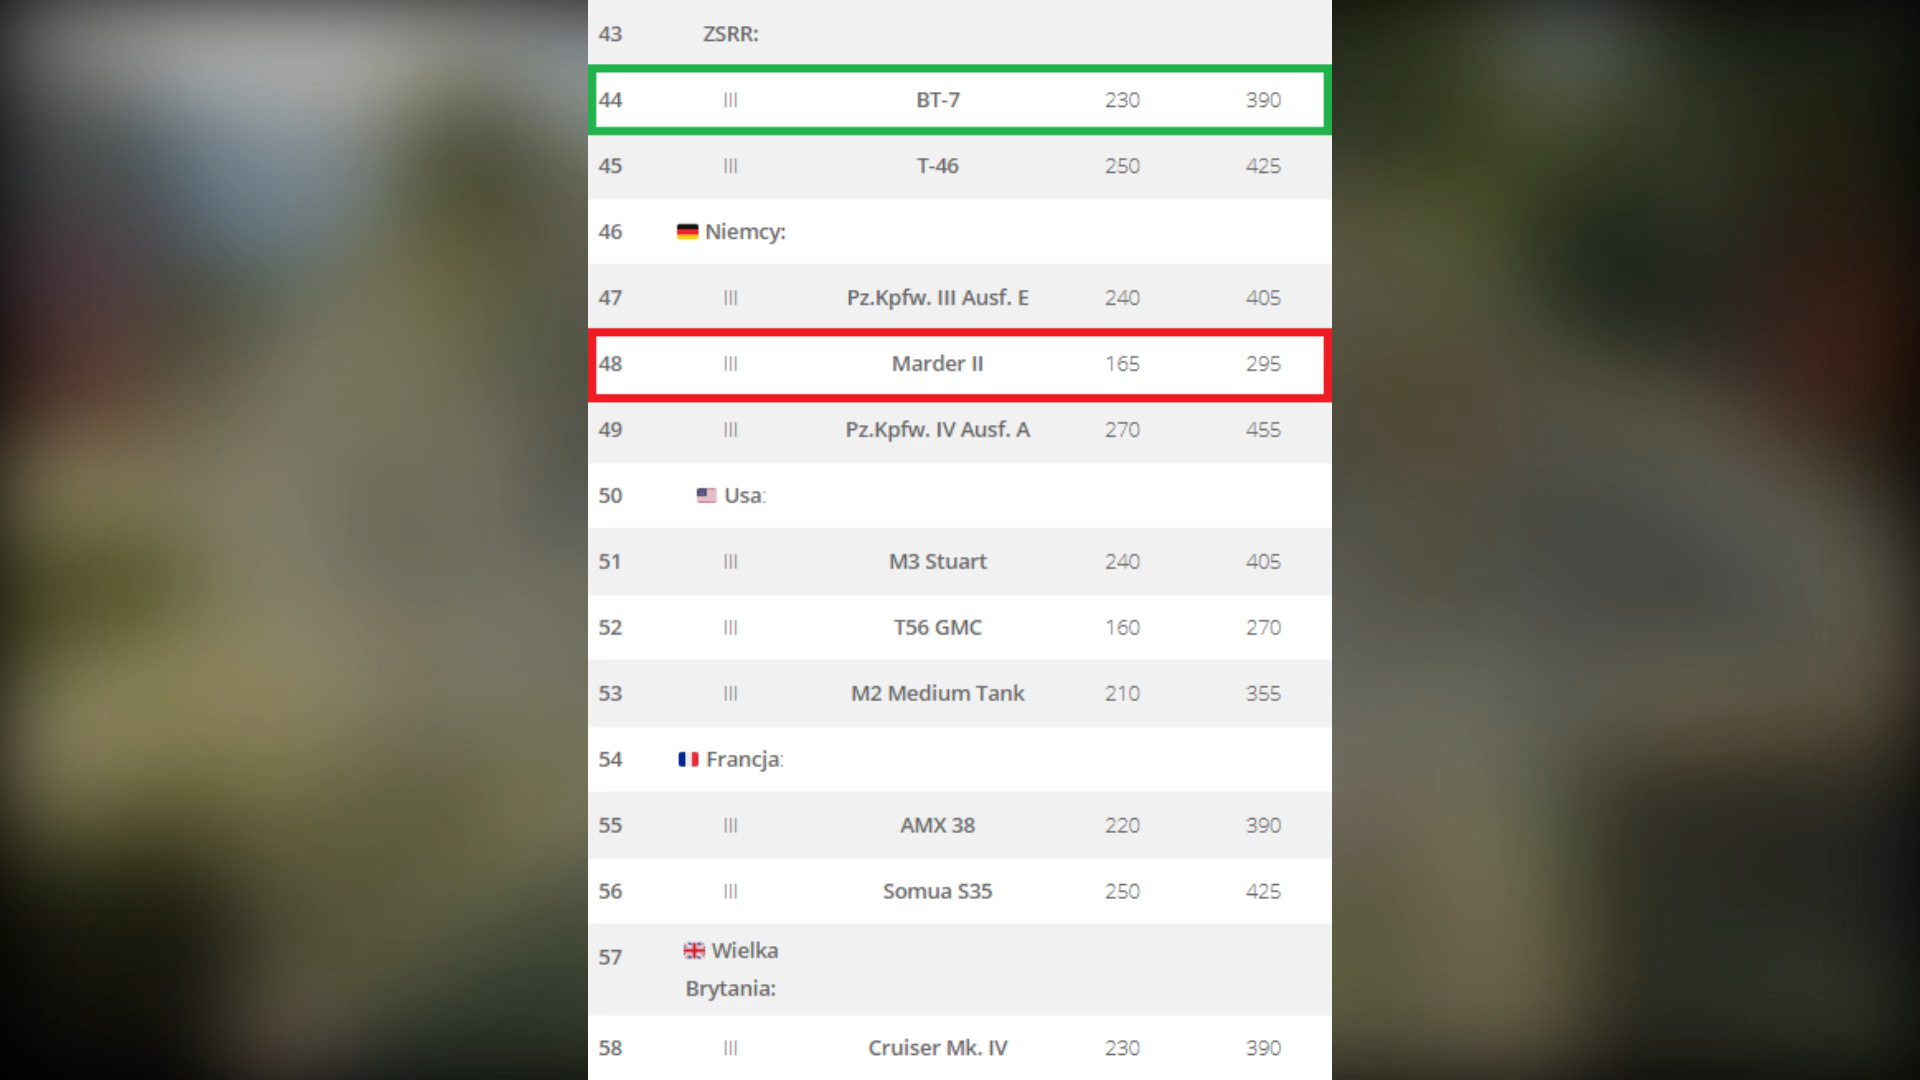 43 ZSRR:
44 III BT-7 230 390
45 III T-46 250 425
46 Niemcy:
47 III Pz.Kpfw. III Ausf. E 240 405
48 III Marder II 165 295
49 III Pz.Kpfw. IV Ausf. A 270 455
50 Usa:
51 III M3 Stuart 240 405
52 III T56 GMC 160 270
53 III M2 Medium Tank 210 355
54 Francja:
55 III AMX 38 220 390
56 III Somua S35 250 425
57 Wielka
Brytania:
58 III Cruiser Mk. IV 230 390